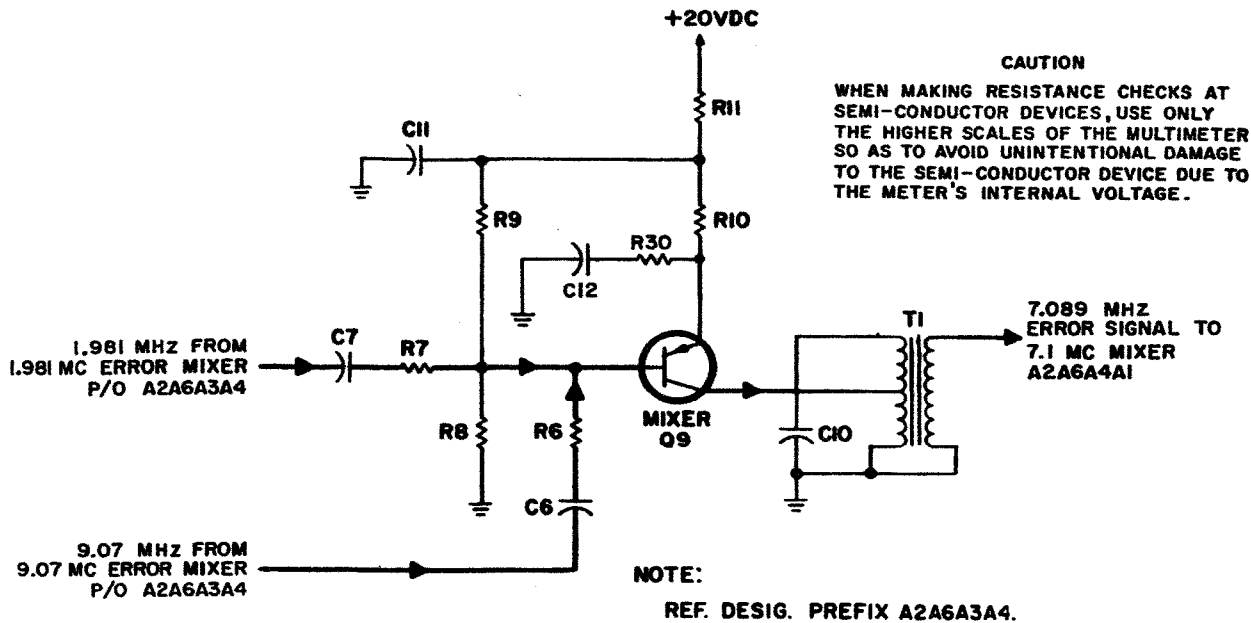 +20VDC
CAUTION
WHEN MAKING RESISTANCE CHECKS AT
SEMI-CONDUCTOR DEVICES, USE ONLY
THE HIGHER SCALES OF THE MULTIMETER
SO AS TO AVOID UNINTENTIONAL DAMAGE
TO THE SEMI-CONDUCTOR DEVICE DUE TO
THE METER'S INTERNAL VOLTAGE.
R11
C11
R9
R10
R30
C12
7.089 MHZ
ERROR SIGNAL TO
7.1 MC MIXER
A2A6A4A1
T1
1.981 MHZ FROM
1.981 MC ERROR MIXER
P/O A2A6A3A4
C7
R7
MIXER
Q9
R8
R6
C10
C6
9.07 MHZ FROM
9.07 MC ERROR MIXER
P/O A2A6A3A4
NOTE:
REF. DESIG. PREFIX A2A6A3A4.